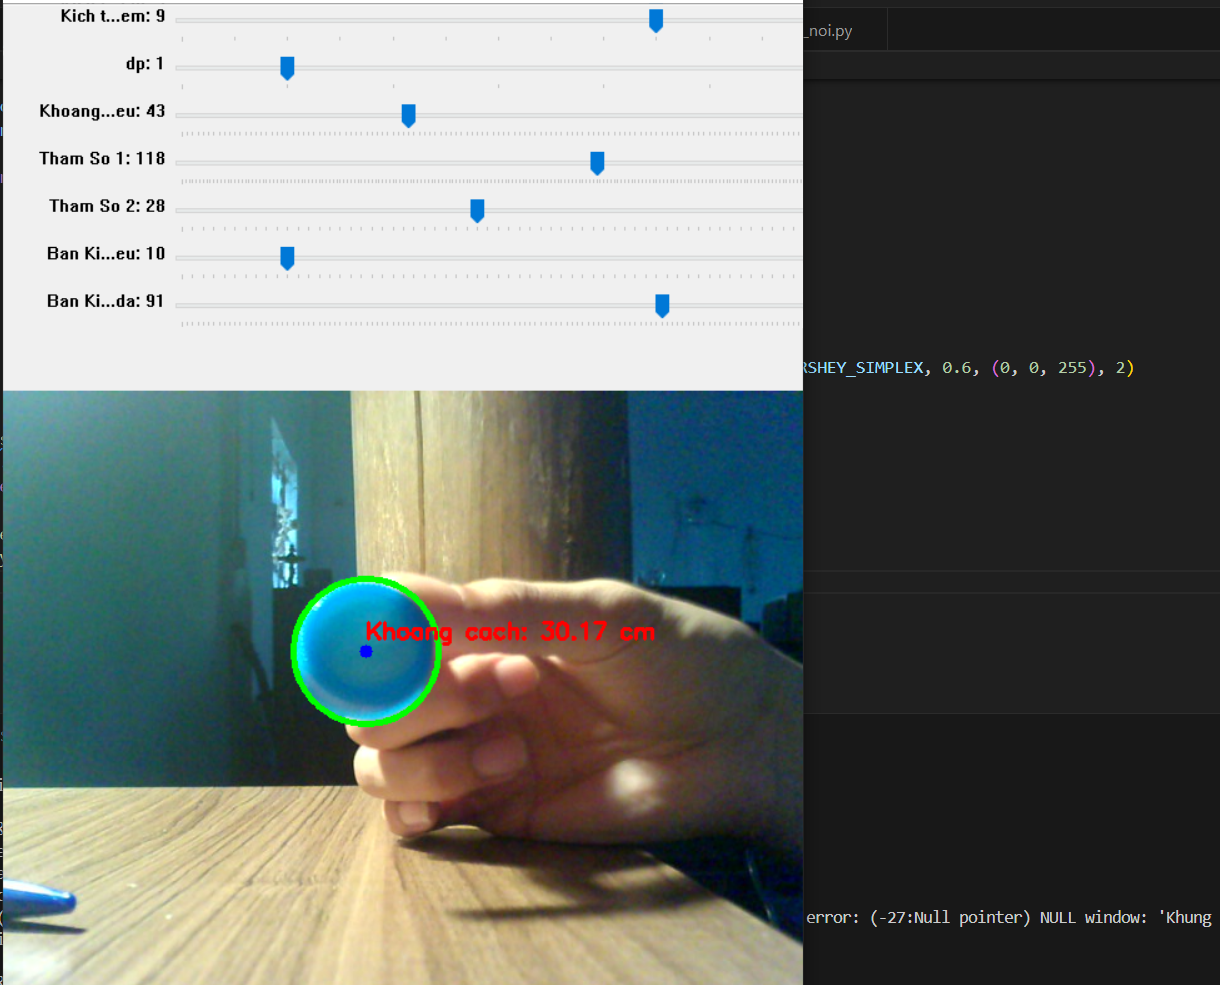 Kich t...em: 9
_noi.py
dp: 1
Khoang...eu: 43
Tham So 1: 118
Tham So 2: 28
Ban Ki...eu: 10
Ban Ki...da: 91
RSHEY_SIMPLEX, 0.6, (0, 0, 255), 2)
Khoang cach: 30.17 cm
error: (-27:Null pointer) NULL window: 'Khung